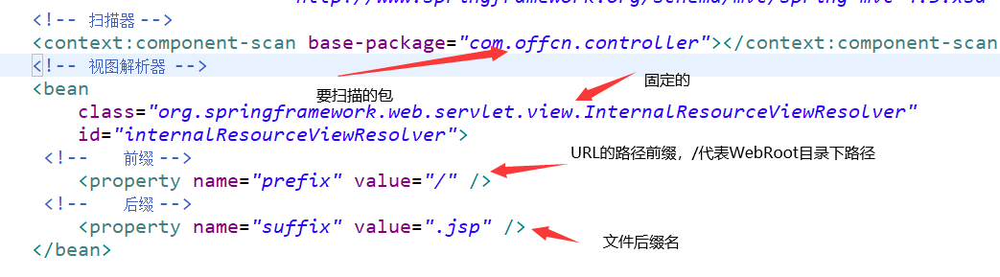 http://www.springframework.org/schema/mvc/spring-mvc-4.3.xsd
<!-- 扫描器 -->
<context:component-scan base-package="com.offcn.controller"></context:component-scan
<!-- 视图解析器 -->
要扫描的包
固定的
<bean
class="org.springframework.web.servlet.view.InternalResourceViewResolver"
id="internalResourceViewResolver">
<!-- 前缀 -->
URL的路径前缀，/代表WebRoot目录下路径
<property name="prefix" value="/" />
<!-- 后缀 -->
<property name="suffix" value=".jsp" />
文件后缀名
</bean>